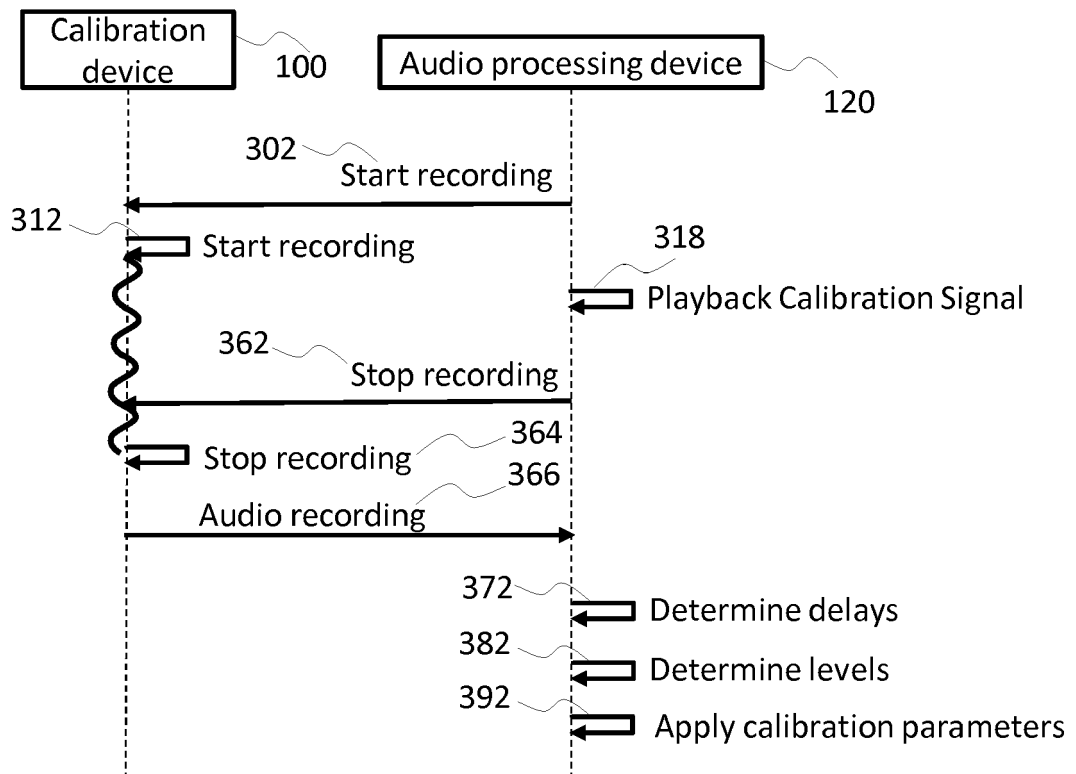 Calibration
device
100
Audio processing device
120
302
Start recording
312
Start recording
318
Playback Calibration Signal
362
Stop recording
364
Stop recording
366
Audio recording
372
Determine delays
382
Determine levels
392
Apply calibration parameters